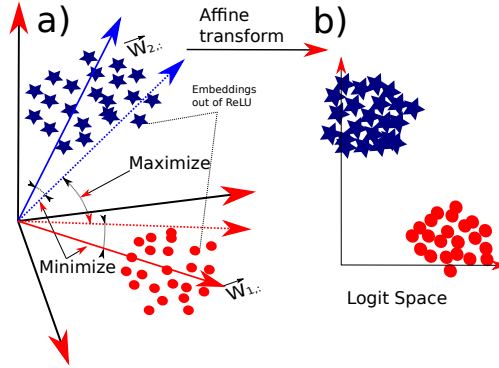 a)
W2,:
Affine
transform
b)
Embeddings
out of ReLU
Maximize
Minimize
W1,:
Logit Space